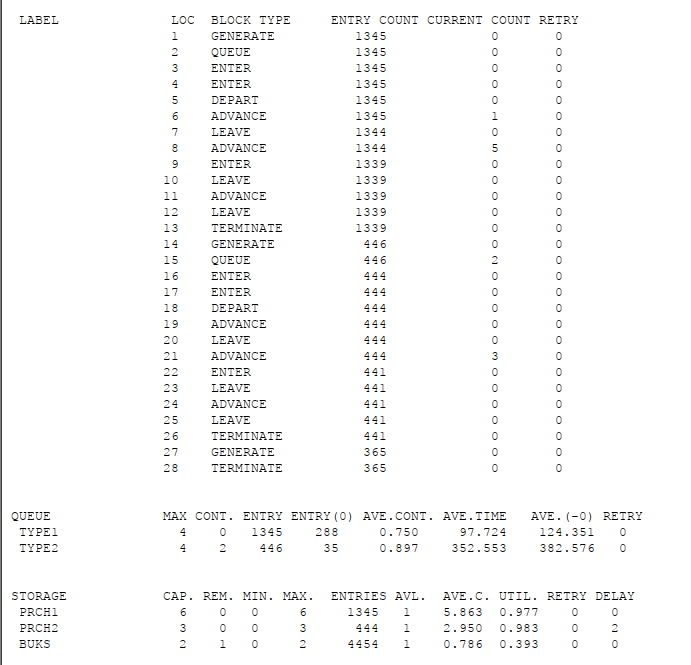 LABEL LOC BLOCK TYPE ENTRY COUNT CURRENT COUNT RETRY
1 GENERATE 1345 0 0
2 QUEUE 1345 0 0
3 ENTER 1345 0 0
4 ENTER 1345 0 0
5 DEPART 1345 0 0
6 ADVANCE 1345 1 0
7 LEAVE 1344 0 0
8 ADVANCE 1344 5 0
9 ENTER 1339 0 0
10 LEAVE 1339 0 0
11 ADVANCE 1339 0 0
12 LEAVE 1339 0 0
13 TERMINATE 1339 0 0
14 GENERATE 446 0 0
15 QUEUE 446 2 0
16 ENTER 444 0 0
17 ENTER 444 0 0
18 DEPART 444 0 0
19 ADVANCE 444 0 0
20 LEAVE 444 0 0
21 ADVANCE 444 3 0
22 ENTER 441 0 0
23 LEAVE 441 0 0
24 ADVANCE 441 0 0
25 LEAVE 441 0 0
26 TERMINATE 441 0 0
27 GENERATE 365 0 0
28 TERMINATE 365 0 0
QUEUE MAX CONT. ENTRY ENTRY(0) AVE.CONT. AVE.TIME AVE.(-0) RETRY
TYPE1 4 0 1345 288 0.750 97.724 124.351 0
TYPE2 4 2 446 35 0.897 352.553 382.576 0
STORAGE CAP. REM. MIN. MAX. ENTRIES AVL. AVE.C. UTIL. RETRY DELAY
PRCH1 6 0 0 6 1345 1 5.863 0.977 0 0
PRCH2 3 0 0 3 444 1 2.950 0.983 0 2
BUKS 2 1 0 2 4454 1 0.786 0.393 0 0